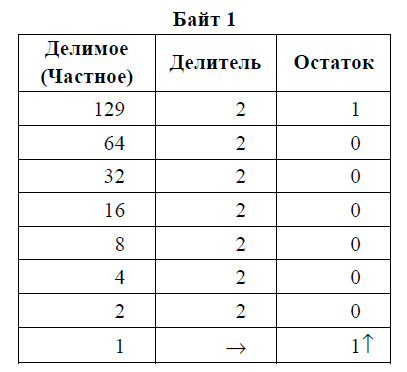 Байт 1
Делимое (Частное) Делитель Остаток
129 2 1
64 2 0
32 2 0
16 2 0
8 2 0
4 2 0
2 2 0
1 → 1↑